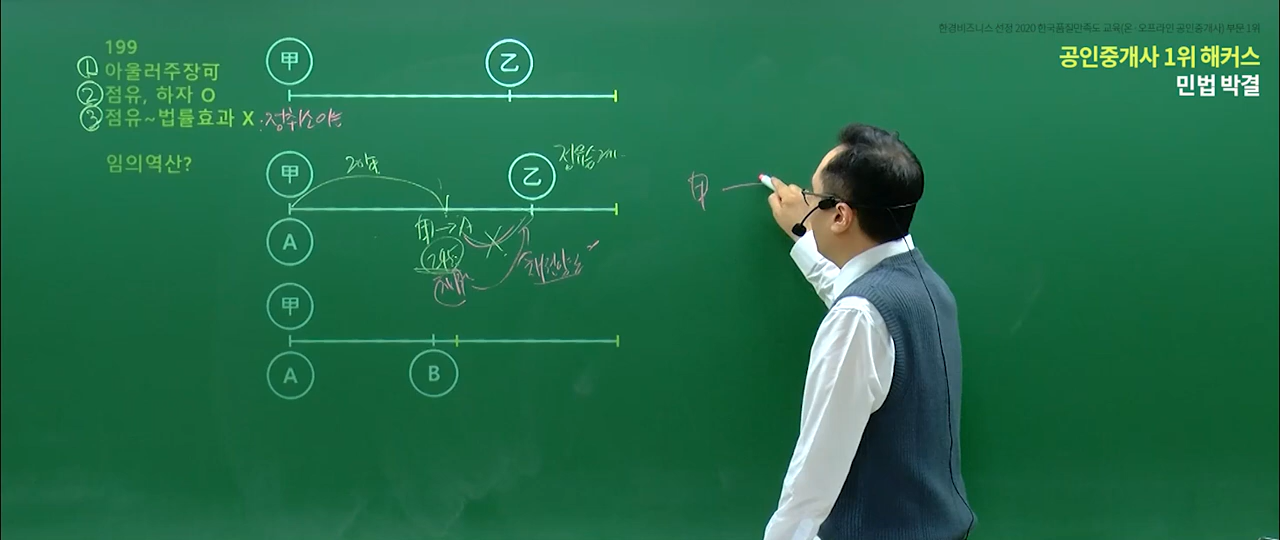 한경비즈니스 선정 2020 한국품질만족도 교육(온·오프라인 공인중개사) 부문 1위
공인중개사 1위 해커스
민법 박결
199
① 아울러주장可
② 점유, 하자 O
③ 점유~법률효과 X
임의역산?
甲
乙
甲
乙
20年
A
甲→A
X
甲
A
B
甲